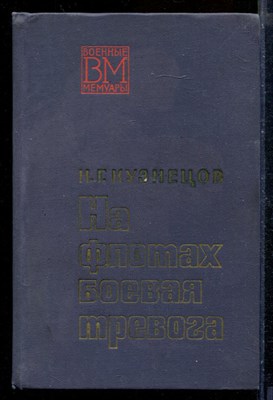 ВОЕННЫЕ
ВМ
МЕМУАРЫ
Н.Г.КУЗНЕЦОВ
На
флотах
боевая
тревога